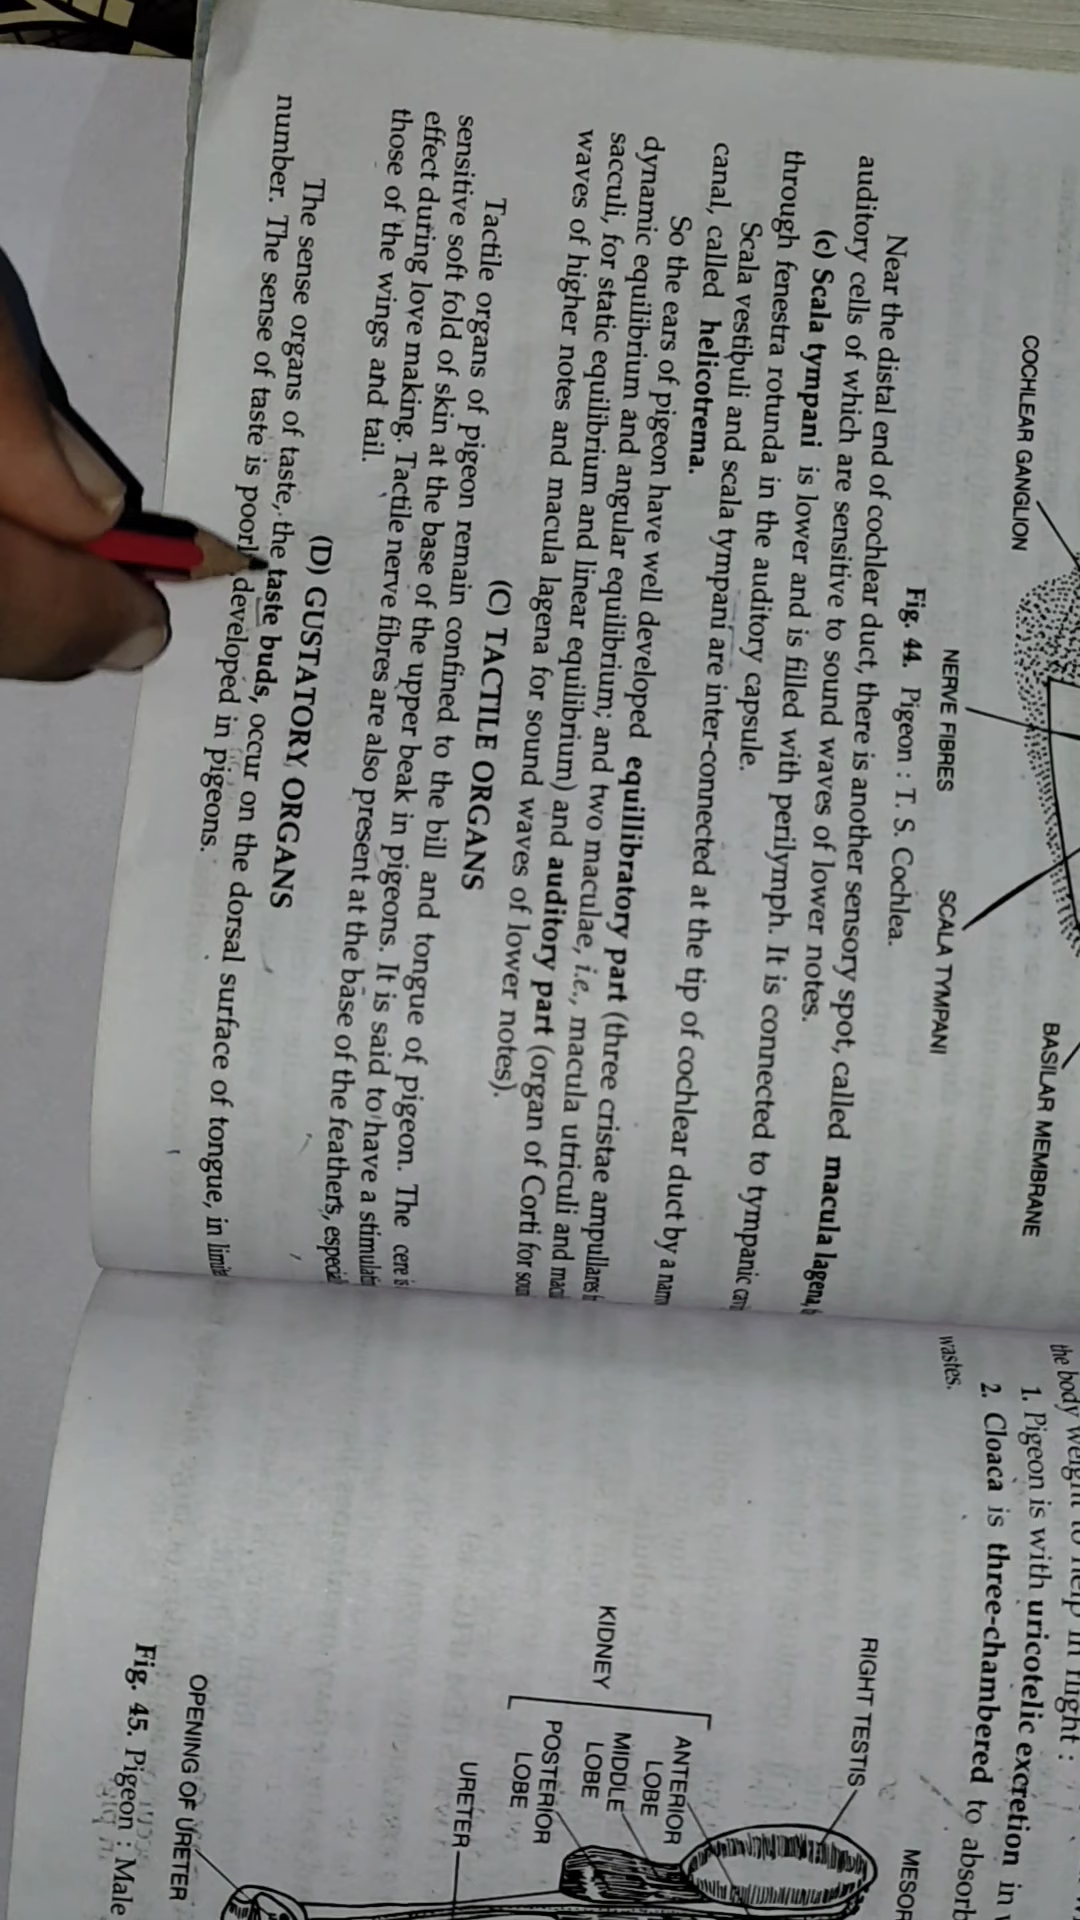 COCHLEAR GANGLION
NERVE FIBRES
SCALA TYMPANI
BASILAR MEMBRANE
Fig. 44. Pigeon : T. S. Cochlea.
Near the distal end of cochlear duct, there is another sensory spot, called macula lagena,
auditory cells of which are sensitive to sound waves of lower notes.
(c) Scala tympani is lower and is filled with perilymph. It is connected to tympanic
through fenestra rotunda in the auditory capsule.
Scala vestibuli and scala tympani are inter-connected at the tip of cochlear duct by a
canal, called helicotrema.
So the ears of pigeon have well developed equillibratory part (three cristae ampullares
dynamic equilibrium and angular equilibrium; and two maculae, i.e., macula utriculi and
sacculi, for static equilibrium and linear equilibrium) and auditory part (organ of Corti for
waves of higher notes and macula lagena for sound waves of lower notes).
(C) TACTILE ORGANS
Tactile organs of pigeon remain confined to the bill and tongue of pigeon. The cere is
sensitive soft fold of skin at the base of the upper beak in pigeons. It is said to have a
effect during love making. Tactile nerve fibres are also present at the base of the feathers,
those of the wings and tail.
(D) GUSTATORY ORGANS
The sense organs of taste, the taste buds, occur on the dorsal surface of tongue, in
number. The sense of taste is poorl developed in pigeons.
the body weight to help in flight :
1. Pigeon is with uricotelic excretion in
2. Cloaca is three-chambered to absorb
wastes.
RIGHT TESTIS
KIDNEY
ANTERIOR
LOBE
MIDDLE
LOBE
POSTERIOR
LOBE
URETER
OPENING OF URETER
Fig. 45. Pigeon : Male